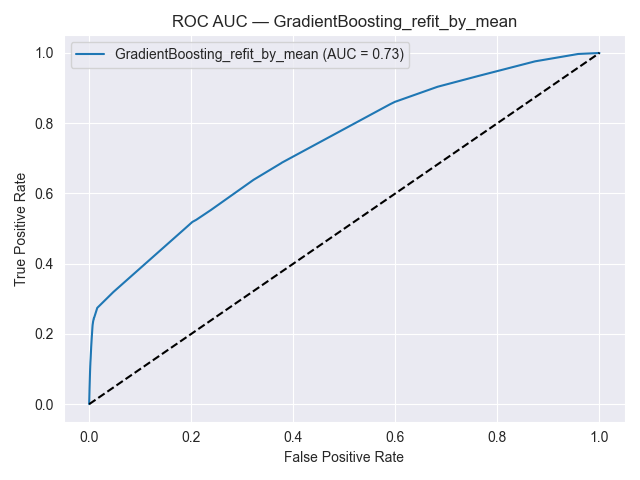 ROC AUC — GradientBoosting_refit_by_mean
GradientBoosting_refit_by_mean (AUC = 0.73)
True Positive Rate
1.0
0.8
0.6
0.4
0.2
0.0
0.0 0.2 0.4 0.6 0.8 1.0
False Positive Rate